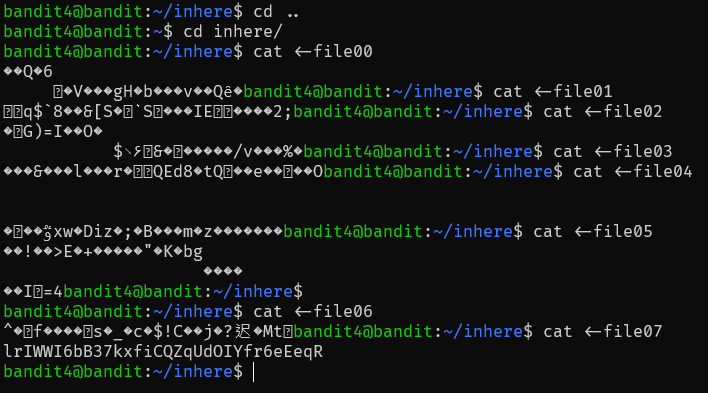 bandit4@bandit:~/inhere$ cd ..
bandit4@bandit:~$ cd inhere/
bandit4@bandit:~/inhere$ cat <-file00
��Q�6
�V���gH�b���v��Qȇ�bandit4@bandit:~/inhere$ cat <-file01
q$`8��&[S�`S���IE����2;bandit4@bandit:~/inhere$ cat <-file02
�G)=I��O�
$&������/v���%�bandit4@bandit:~/inhere$ cat <-file03
���&���l���r�QEd8�tQ��e����Obandit4@bandit:~/inhere$ cat <-file04
���xw�Diz�;�B���m�z�������bandit4@bandit:~/inhere$ cat <-file05
��!��>E�+�����"�K�bg
����
��I=4bandit4@bandit:~/inhere$
bandit4@bandit:~/inhere$ cat <-file06
^�f����s�_�c�$!C��j�?迟�Mtbandit4@bandit:~/inhere$ cat <-file07
lrIWWI6bB37kxfiCQZqUdOIYfr6eEeqR
bandit4@bandit:~/inhere$